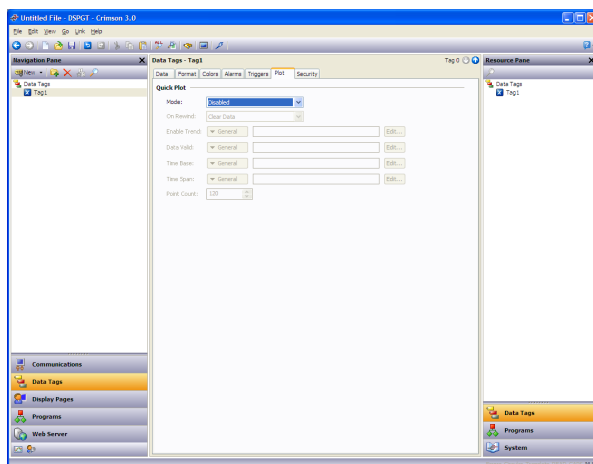 Untitled File - DSPGT - Crimson 3.0
File Edit View Go Link Help
Navigation Pane
Data Tags - Tag1
Tag 0
Resource Pane
New
Data Format Colors Alarms Triggers Plot Security
Data Tags
Tag1
Quick Plot
Mode: Disabled
On Rewind: Clear Data
Enable Trend: General Edit...
Data Valid: General Edit...
Time Base: General Edit...
Time Span: General Edit...
Point Count: 120
Data Tags
Tag1
Communications
Data Tags
Display Pages
Programs
Web Server
Data Tags
Programs
System